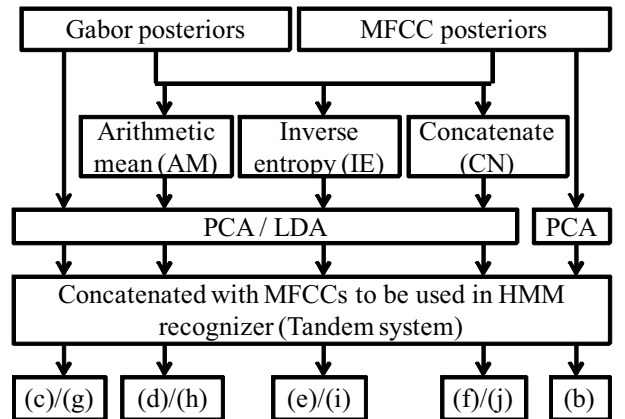 Gabor posteriors
MFCC posteriors
Arithmetic
mean (AM)
Inverse
entropy (IE)
Concatenate
(CN)
PCA / LDA
PCA
Concatenated with MFCCs to be used in HMM
recognizer (Tandem system)
(c)/(g)
(d)/(h)
(e)/(i)
(f)/(j)
(b)